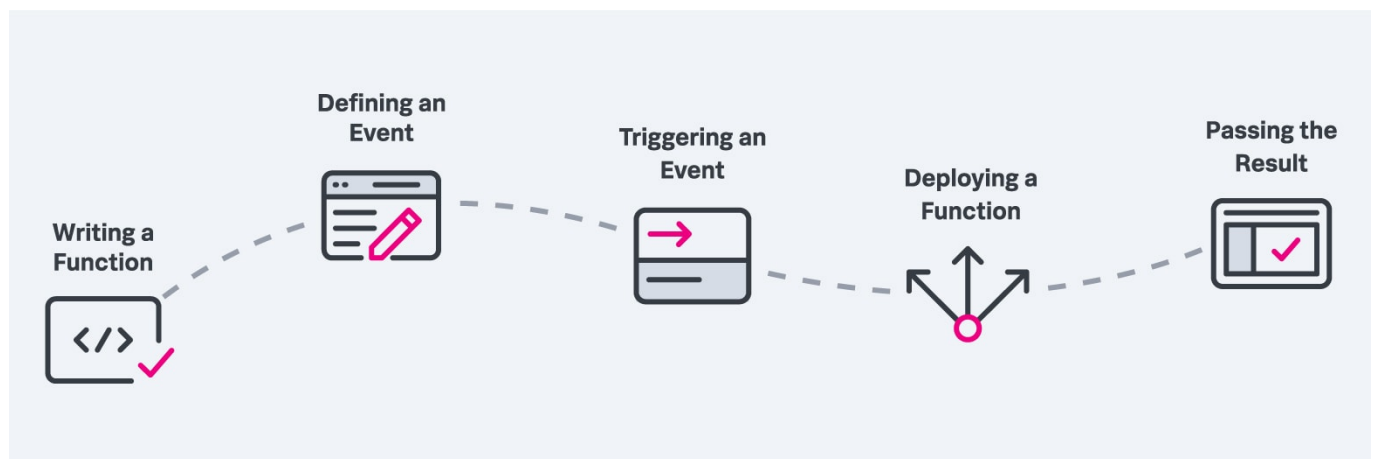 Writing a
Function
</>
Defining an
Event
Triggering an
Event
Deploying a
Function
Passing the
Result